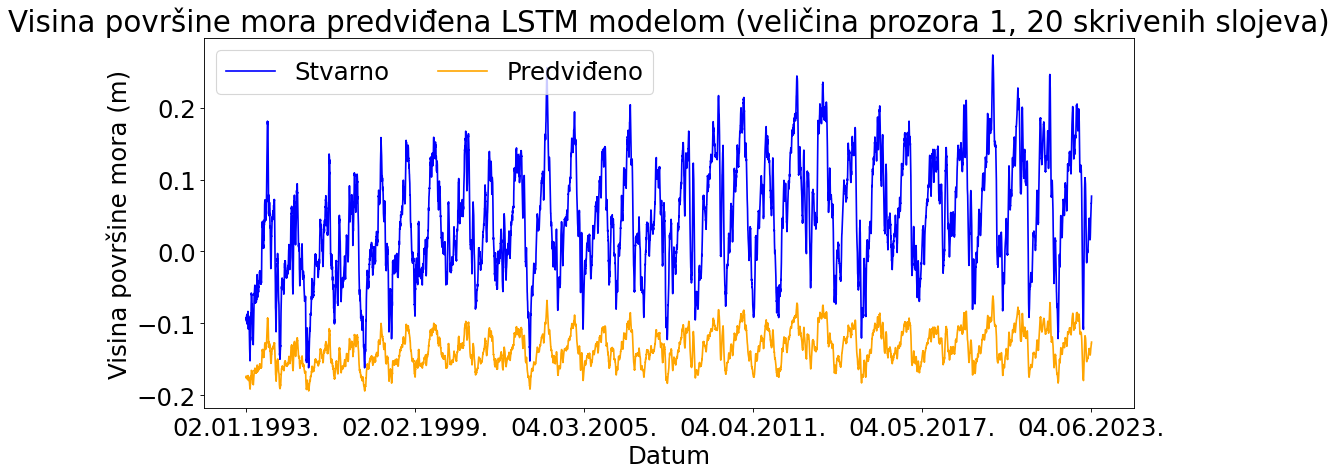 Visina površine mora predviđena LSTM modelom (veličina prozora 1, 20 skrivenih slojeva)
Stvarno
Predviđeno
Visina površine mora (m)
0.2
0.1
0.0
−0.1
−0.2
02.01.1993.
02.02.1999.
04.03.2005.
04.04.2011.
04.05.2017.
04.06.2023.
Datum